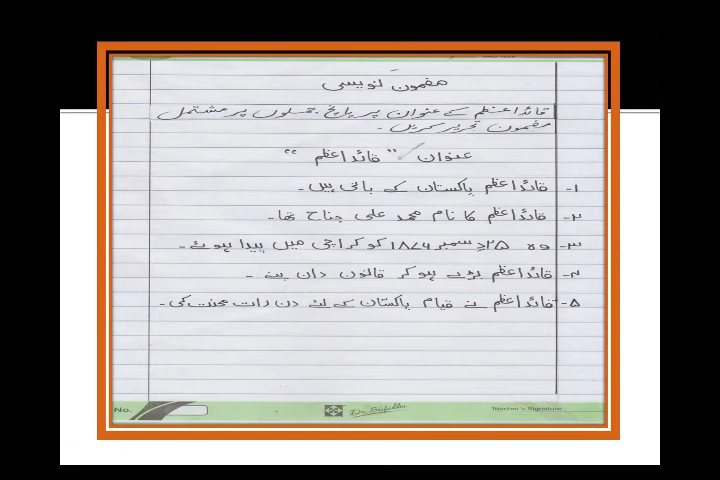 مضمون نویسی
قائداعظم کے عنوان پر پانچ جملوں پر مشتمل
مضمون تحریر کریں۔
عنوان "قائداعظم"
۱- قائداعظم پاکستان کے بانی ہیں۔
۲- قائداعظم کا نام محمد علی جناح تھا۔
۳- وہ ۲۵ دسمبر ۱۸۷۶ کو کراچی میں پیدا ہوئے۔
۴- قائداعظم بڑے ہو کر قانون دان بنے۔
۵- قائداعظم نے قیام پاکستان کے لئے دن رات محنت کی۔
No.
Teacher's Signature